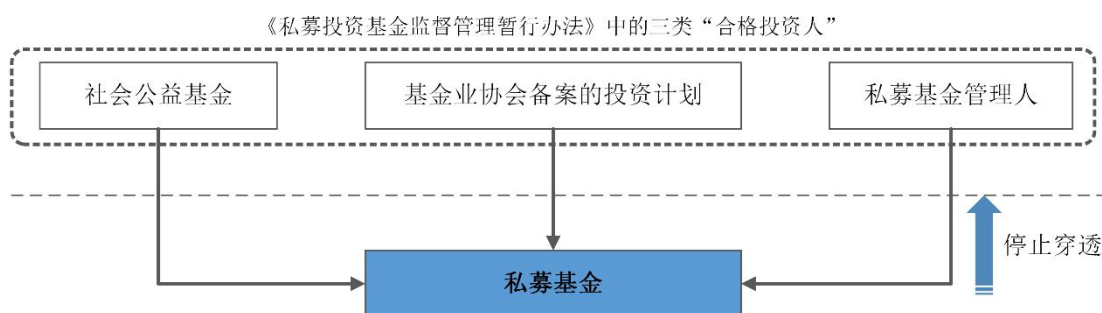 《私募投资基金监督管理暂行办法》中的三类“合格投资人”
社会公益基金
基金业协会备案的投资计划
私募基金管理人
停止穿透
私募基金